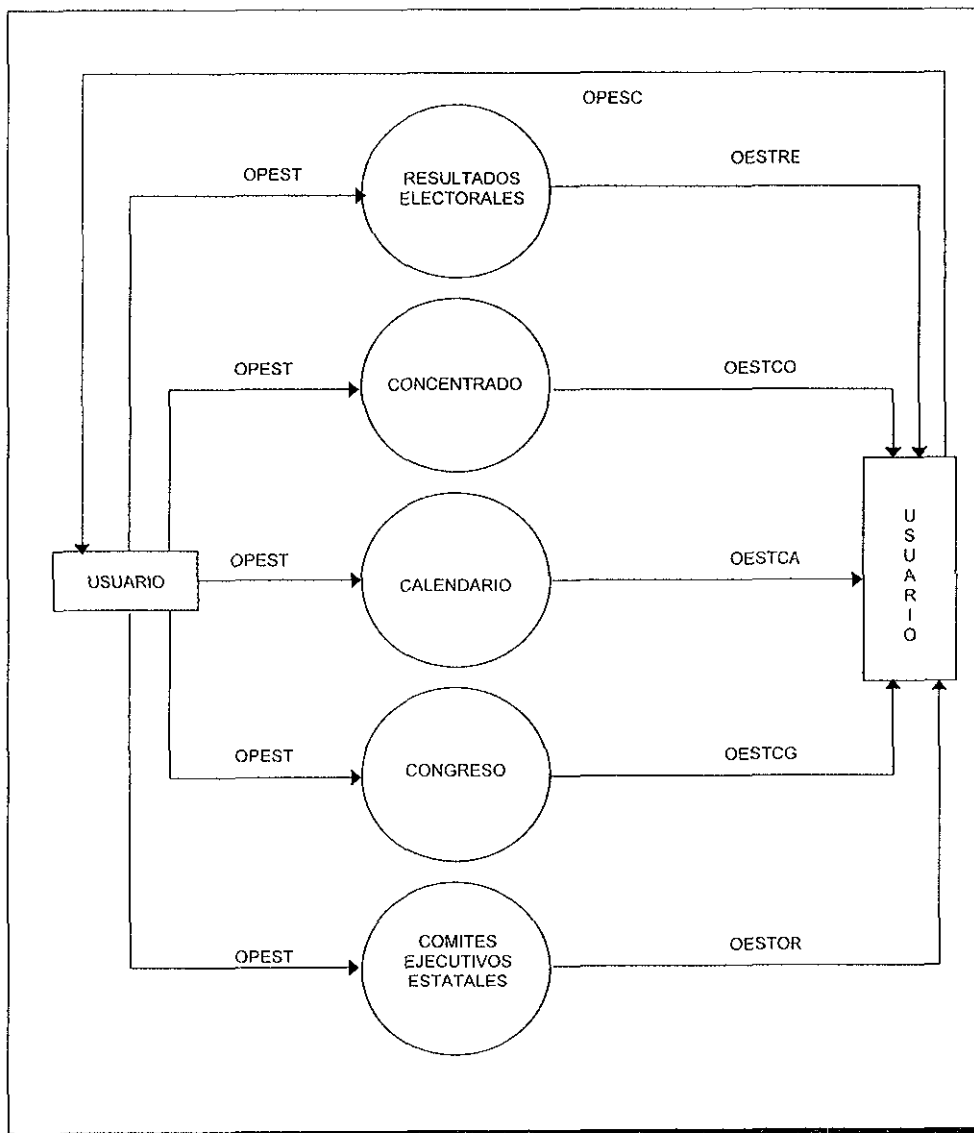 OPESC
OPEST
RESULTADOS
ELECTORALES
OESTRE
OPEST
CONCENTRADO
OESTCO
USUARIO
OPEST
CALENDARIO
OESTCA
USUARIO
OPEST
CONGRESO
OESTCG
OPEST
COMITES
EJECUTIVOS
ESTATALES
OESTOR